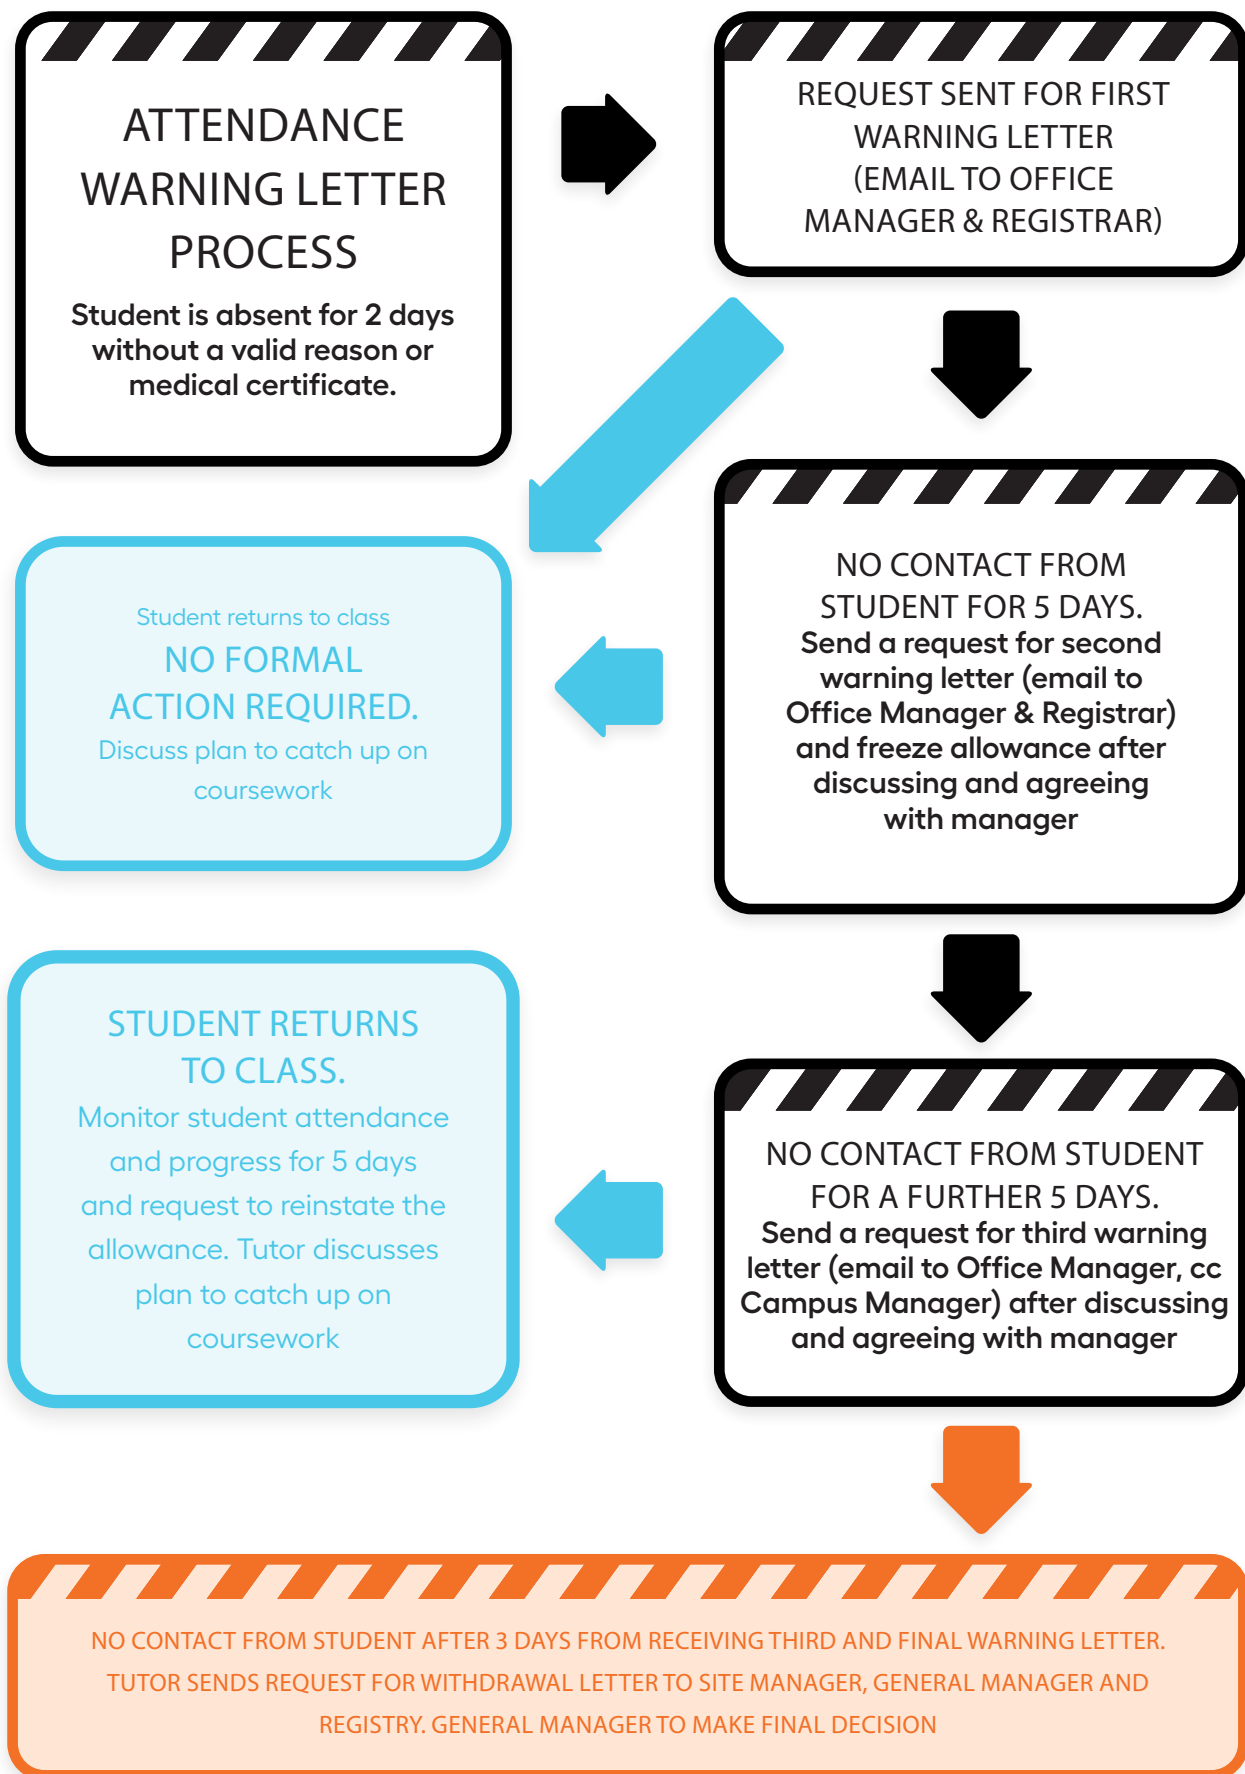 ATTENDANCE
WARNING LETTER
PROCESS
Student is absent for 2 days
without a valid reason or
medical certificate.
REQUEST SENT FOR FIRST
WARNING LETTER
(EMAIL TO OFFICE
MANAGER & REGISTRAR)
NO CONTACT FROM
STUDENT FOR 5 DAYS.
Send a request for second
warning letter (email to
Office Manager & Registrar)
and freeze allowance after
discussing and agreeing
with manager
Student returns to class
NO FORMAL
ACTION REQUIRED.
Discuss plan to catch up on
coursework
NO CONTACT FROM STUDENT
FOR A FURTHER 5 DAYS.
Send a request for third warning
letter (email to Office Manager, cc
Campus Manager) after discussing
and agreeing with manager
STUDENT RETURNS
TO CLASS.
Monitor student attendance
and progress for 5 days
and request to reinstate the
allowance. Tutor discusses
plan to catch up on
coursework
NO CONTACT FROM STUDENT AFTER 3 DAYS FROM RECEIVING THIRD AND FINAL WARNING LETTER.
TUTOR SENDS REQUEST FOR WITHDRAWAL LETTER TO SITE MANAGER, GENERAL MANAGER AND
REGISTRY. GENERAL MANAGER TO MAKE FINAL DECISION